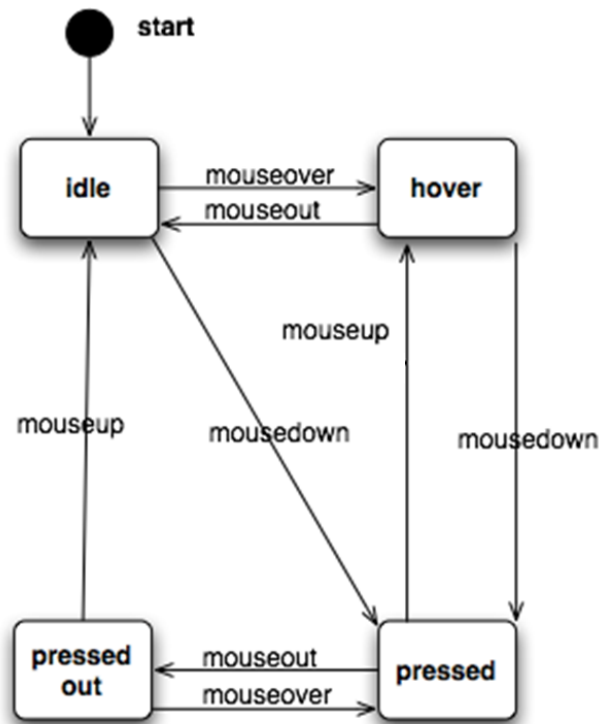 start
idle
mouseover
hover
mouseout
mouseup
mouseup
mousedown
mousedown
pressed
out
mouseout
pressed
mouseover